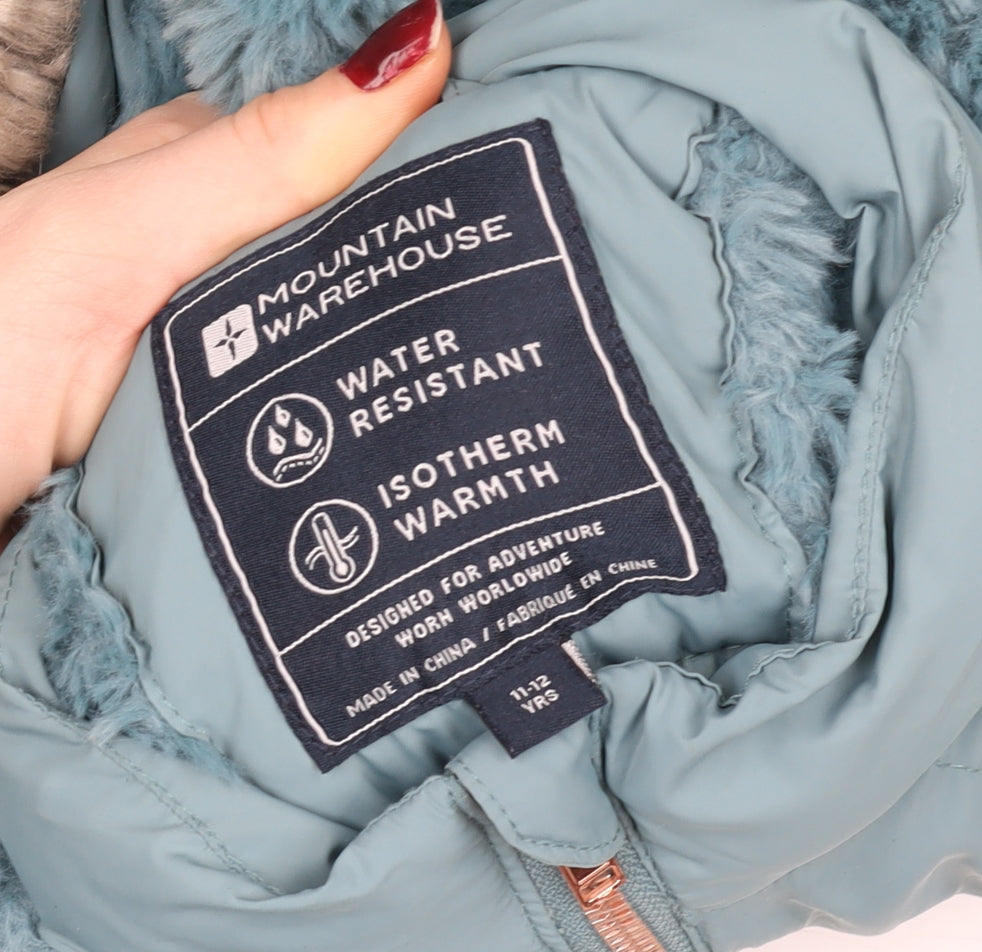 MOUNTAIN
WAREHOUSE
WATER
RESISTANT
ISOTHERM
WARMTH
DESIGNED FOR ADVENTURE
WORN WORLDWIDE
MADE IN CHINA / FABRIQUÉ EN CHINE
11-12
YRS